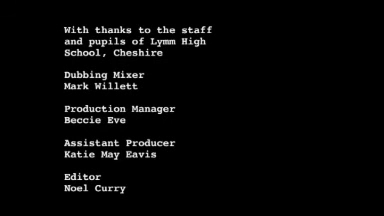 With thanks to the staff
and pupils of Lymm High
School, Cheshire
Dubbing Mixer
Mark Willett
Production Manager
Beccie Eve
Assistant Producer
Katie May Eavis
Editor
Noel Curry